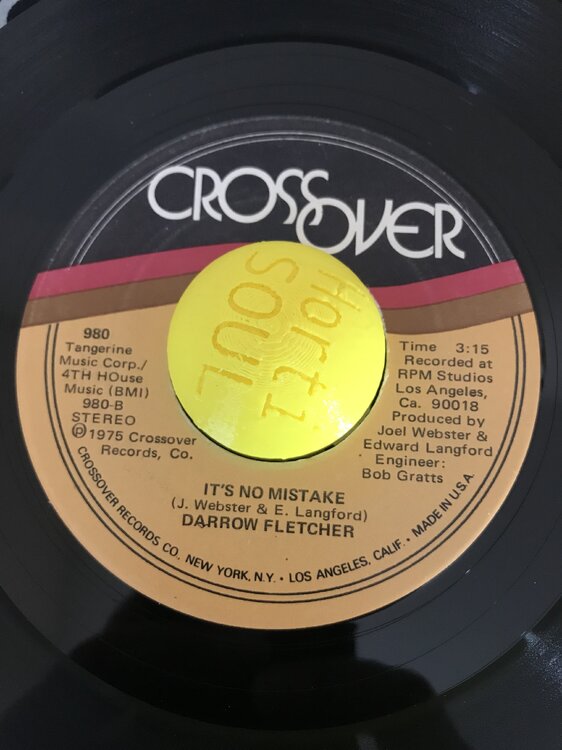 CROSSOVER
980
Tangerine
Music Corp./
4TH HOuse
Music (BMI)
980-B
STEREO
℗1975 Crossover
Records, Co.
SOUL
HortI
Time 3:15
Recorded at
RPM Studios
Los Angeles,
Ca. 90018
Produced by
Joel Webster &
Edward Langford
Engineer:
Bob Gratts
IT'S NO MISTAKE
(J. Webster & E. Langford)
DARROW FLETCHER
CROSSOVER RECORDS CO., NEW YORK, N.Y. • LOS ANGELES, CALIF. • MADE IN U.S.A.